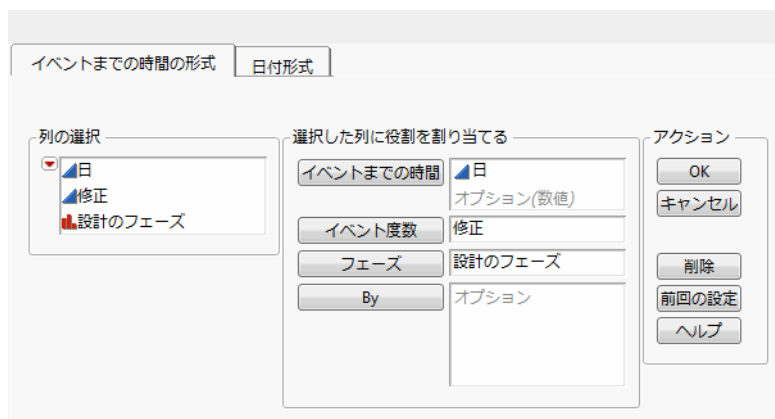 イベントまでの時間の形式
日付形式
列の選択
日
修正
設計のフェーズ
選択した列に役割を割り当てる
イベントまでの時間
日
オプション(数値)
イベント度数
修正
フェーズ
設計のフェーズ
By
オプション
アクション
OK
キャンセル
削除
前回の設定
ヘルプ